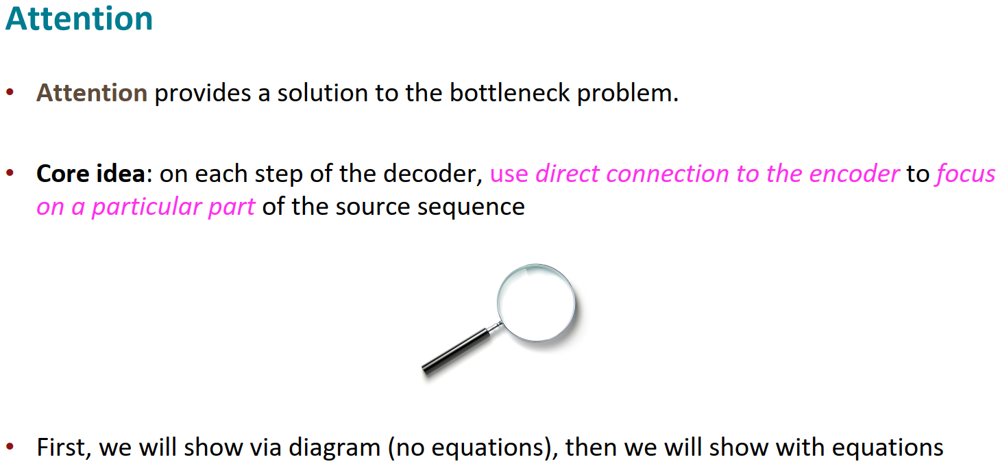 Attention
• Attention provides a solution to the bottleneck problem.
• Core idea: on each step of the decoder, use direct connection to the encoder to focus
on a particular part of the source sequence
• First, we will show via diagram (no equations), then we will show with equations